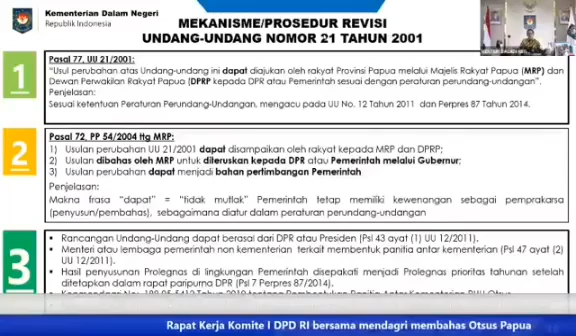 Kementerian Dalam Negeri
Republik Indonesia
MEKANISME/PROSEDUR REVISI
UNDANG-UNDANG NOMOR 21 TAHUN 2001
1
Pasal 77, UU 21/2001:
"Usul perubahan atas Undang-undang ini dapat diajukan oleh rakyat Provinsi Papua melalui Majelis Rakyat Papua (MRP) dan
Dewan Perwakilan Rakyat Papua (DPRP kepada DPR atau Pemerintah sesuai dengan peraturan perundang-undangan".
Penjelasan:
Sesuai ketentuan Peraturan Perundang-Undangan, mengacu pada UU No. 12 Tahun 2011 dan Perpres 87 Tahun 2014.
2
Pasal 72, PP 54/2004 ttg MRP:
1) Usulan perubahan UU 21/2001 dapat disampaikan oleh rakyat kepada MRP dan DPRP;
2) Usulan dibahas oleh MRP untuk diteruskan kepada DPR atau Pemerintah melalui Gubernur;
3) Usulan perubahan dapat menjadi bahan pertimbangan Pemerintah
Penjelasan:
Makna frasa "dapat" = "tidak mutlak" Pemerintah tetap memiliki kewenangan sebagai pemprakarsa
(penyusun/pembahas), sebagaimana diatur dalam peraturan perundang-undangan
3
▪ Rancangan Undang-Undang dapat berasal dari DPR atau Presiden (Psl 43 ayat (1) UU 12/2011).
▪ Menteri atau lembaga pemerintah non kementerian terkait membentuk panitia antar kementerian (Psl 47 ayat (2)
UU 12/2011).
▪ Hasil penyusunan Prolegnas di lingkungan Pemerintah disepakati menjadi Prolegnas prioritas tahunan setelah
ditetapkan dalam rapat paripurna DPR (Psl 7 Perpres 87/2014).
Rapat Kerja Komite I DPD RI bersama mendagri membahas Otsus Papua